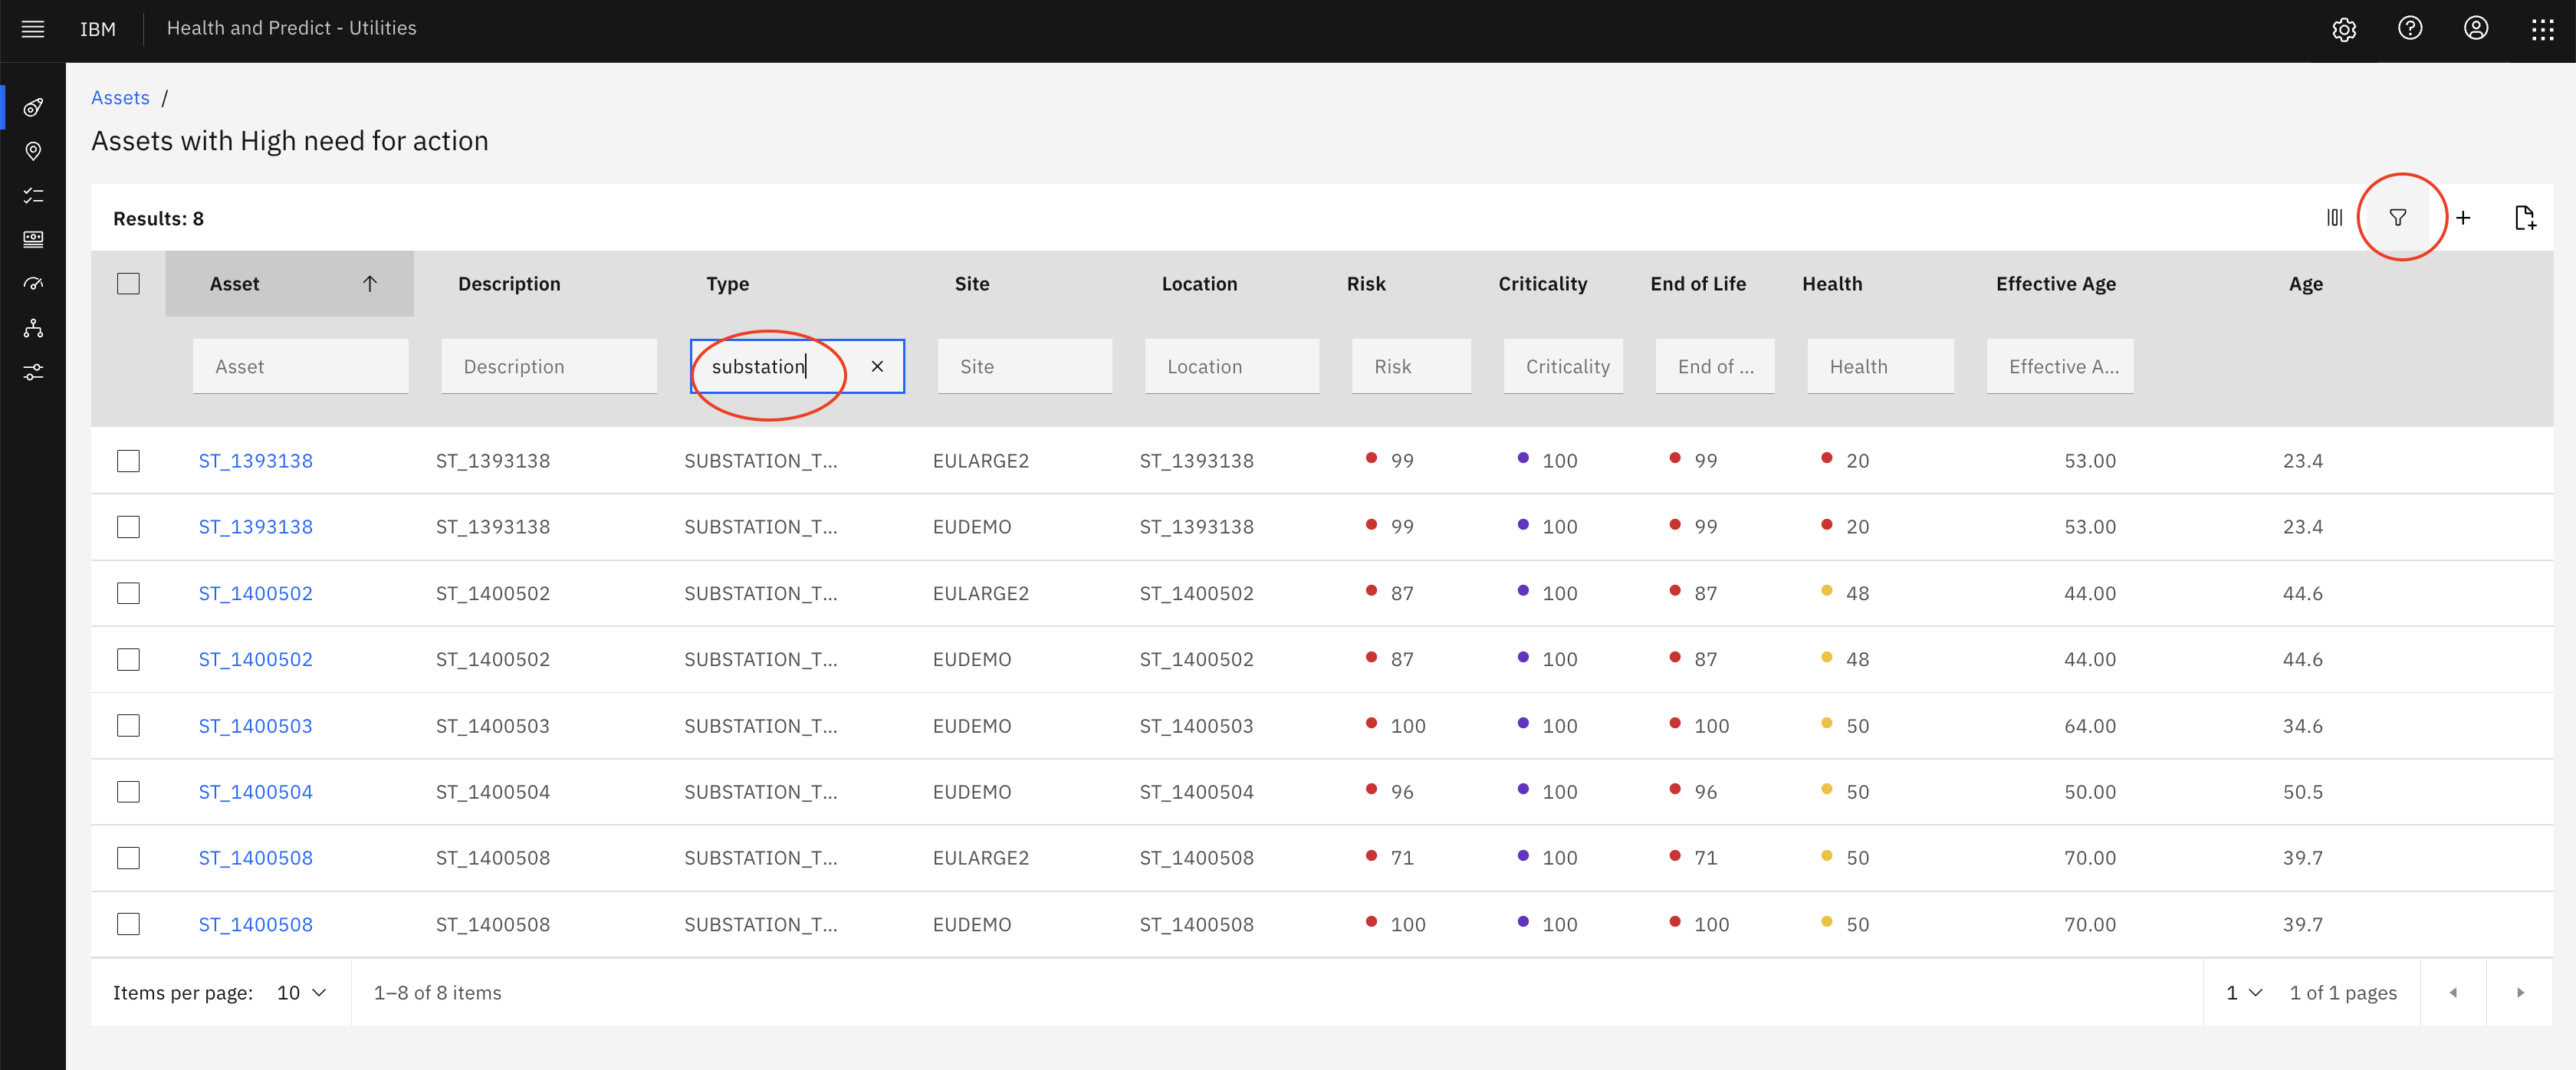 IBM Health and Predict - Utilities
Assets /
Assets with High need for action
Results: 8
Asset Description Type Site Location Risk Criticality End of Life Health Effective Age Age
Asset Description substation Site Location Risk Criticality End of ... Health Effective A...
ST_1393138 ST_1393138 SUBSTATION_T... EULARGE2 ST_1393138 99 100 99 20 53.00 23.4
ST_1393138 ST_1393138 SUBSTATION_T... EUDEMO ST_1393138 99 100 99 20 53.00 23.4
ST_1400502 ST_1400502 SUBSTATION_T... EULARGE2 ST_1400502 87 100 87 48 44.00 44.6
ST_1400502 ST_1400502 SUBSTATION_T... EUDEMO ST_1400502 87 100 87 48 44.00 44.6
ST_1400503 ST_1400503 SUBSTATION_T... EUDEMO ST_1400503 100 100 100 50 64.00 34.6
ST_1400504 ST_1400504 SUBSTATION_T... EUDEMO ST_1400504 96 100 96 50 50.00 50.5
ST_1400508 ST_1400508 SUBSTATION_T... EULARGE2 ST_1400508 71 100 71 50 70.00 39.7
ST_1400508 ST_1400508 SUBSTATION_T... EUDEMO ST_1400508 100 100 100 50 70.00 39.7
Items per page: 10 1–8 of 8 items 1 1 of 1 pages